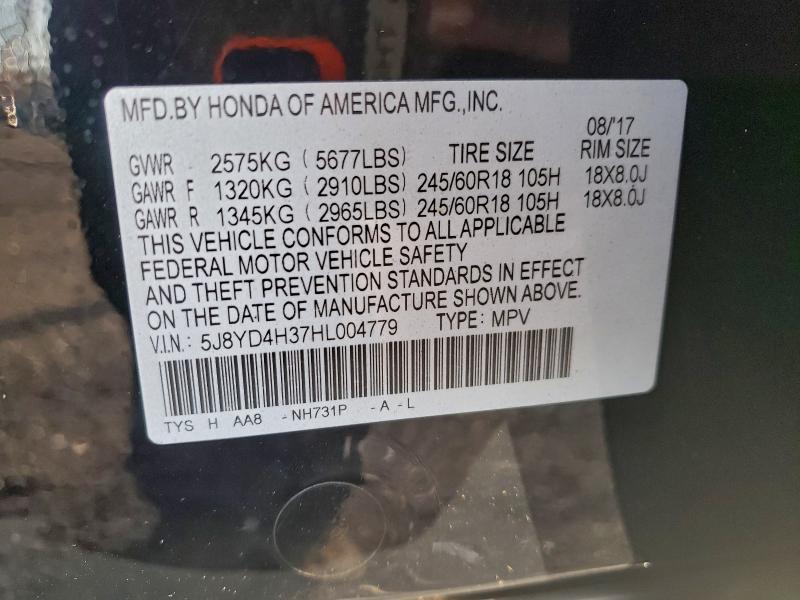 MFD.BY HONDA OF AMERICA MFG.,INC.
08/'17
GVWR 2575KG ( 5677LBS) TIRE SIZE RIM SIZE
GAWR F 1320KG ( 2910LBS) 245/60R18 105H 18X8.0J
GAWR R 1345KG ( 2965LBS) 245/60R18 105H 18X8.0J
THIS VEHICLE CONFORMS TO ALL APPLICABLE
FEDERAL MOTOR VEHICLE SAFETY
AND THEFT PREVENTION STANDARDS IN EFFECT
ON THE DATE OF MANUFACTURE SHOWN ABOVE.
V.I.N.: 5J8YD4H37HL004779 TYPE: MPV
TYS H AA8 -NH731P -A -L